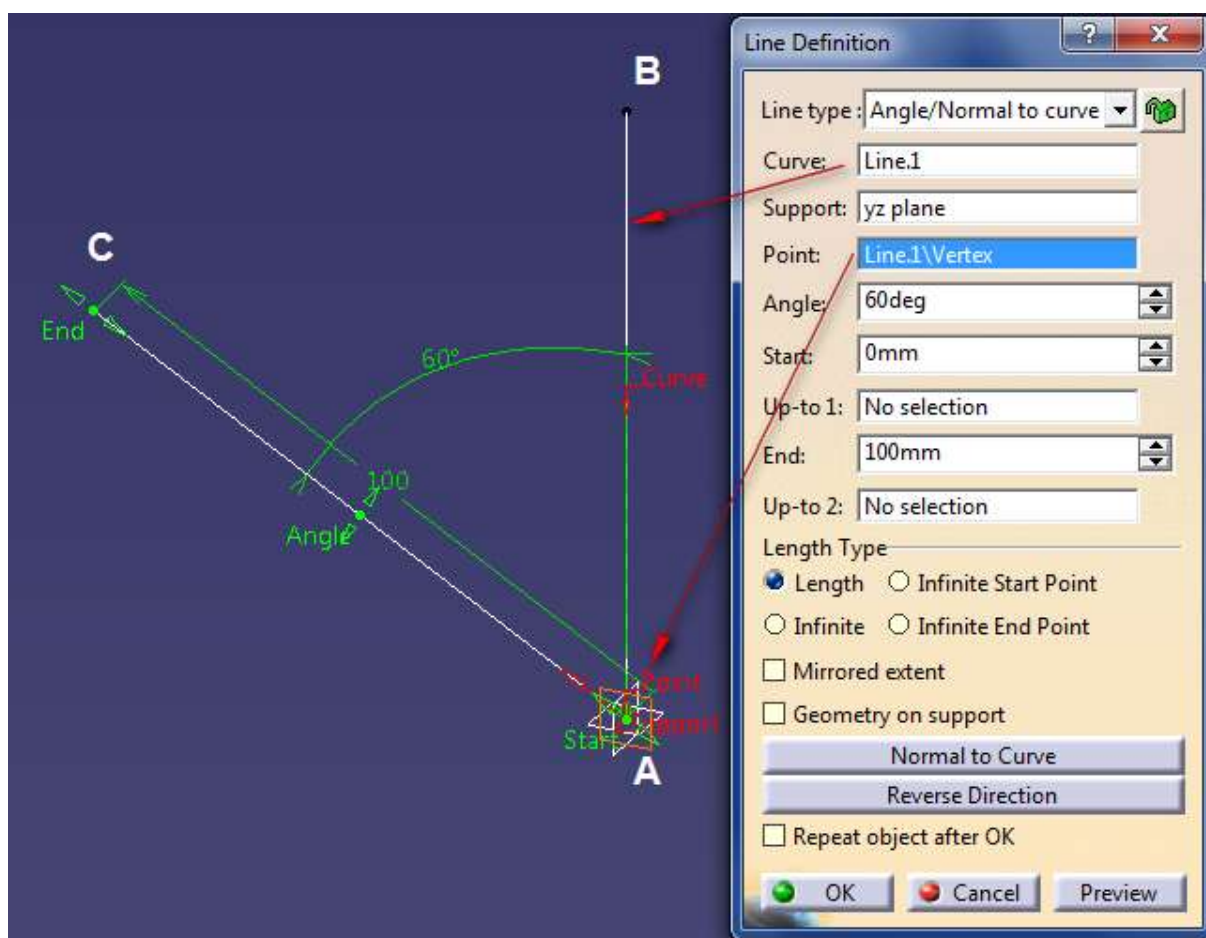 B
C
End
60°
Curve
100
Angle
Point
Support
Start
A
Line Definition
?
X
Line type : Angle/Normal to curve
Curve: Line.1
Support: yz plane
Point: Line.1\Vertex
Angle: 60deg
Start: 0mm
Up-to 1: No selection
End: 100mm
Up-to 2: No selection
Length Type
Length Infinite Start Point
Infinite Infinite End Point
Mirrored extent
Geometry on support
Normal to Curve
Reverse Direction
Repeat object after OK
OK Cancel Preview